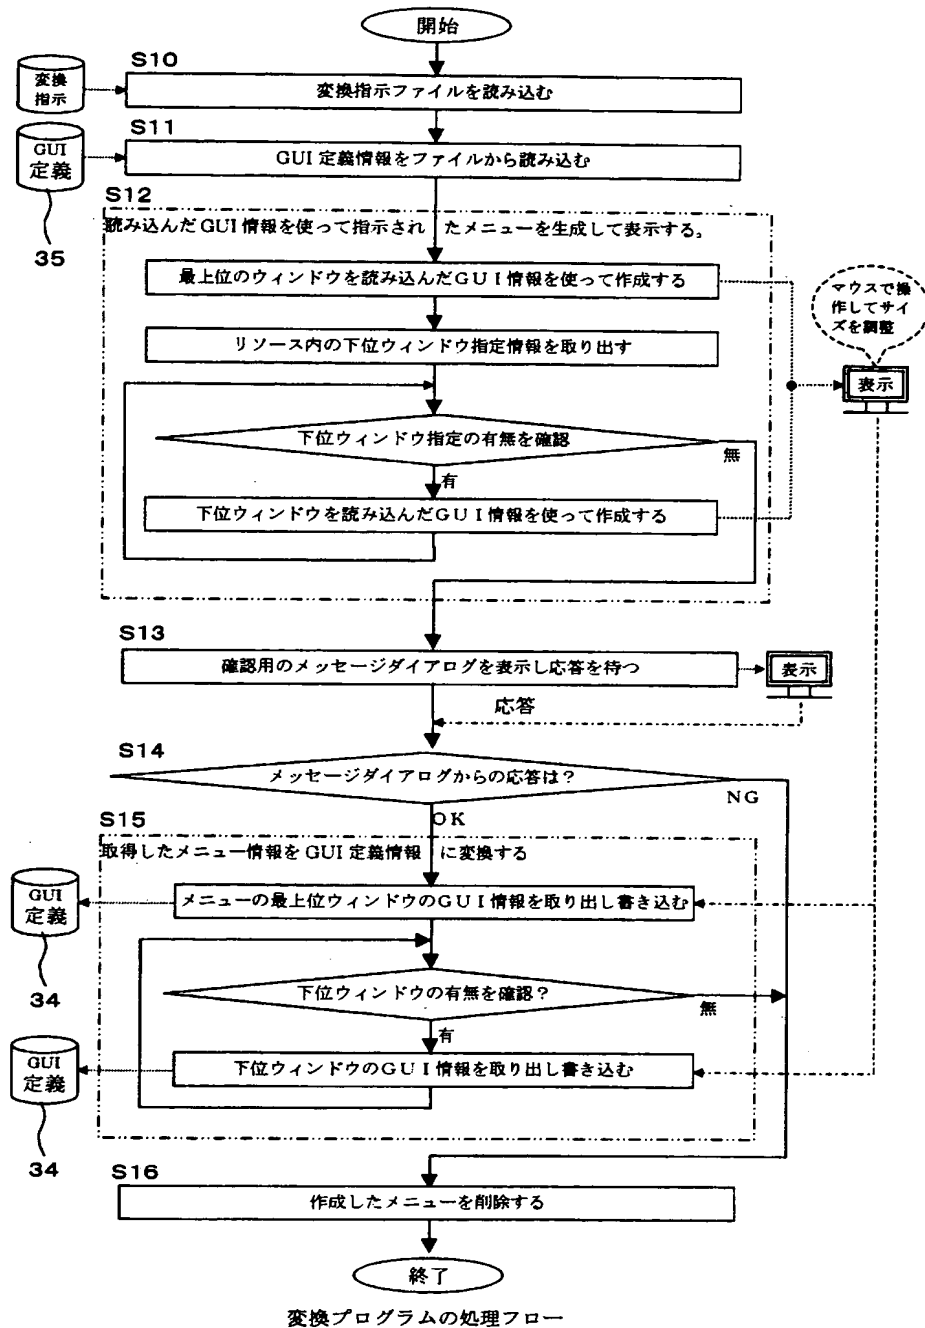 開始
S10
変換
指示
変換指示ファイルを読み込む
S11
GUI
定義
GUI 定義情報をファイルから読み込む
35
S12
読み込んだ GUI 情報を使って指示され たメニューを生成して表示する。
最上位のウィンドウを読み込んだGUI情報を使って作成する
マウスで操
作してサイ
ズを調整
表示
リソース内の下位ウィンドウ指定情報を取り出す
下位ウィンドウ指定の有無を確認
無
有
下位ウィンドウを読み込んだGUI情報を使って作成する
S13
確認用のメッセージダイアログを表示し応答を待つ
表示
応答
S14
メッセージダイアログからの応答は?
NG
OK
S15
取得したメニュー情報を GUI 定義情報 に変換する
GUI
定義
メニューの最上位ウィンドウのGUI情報を取り出し書き込む
34
下位ウィンドウの有無を確認?
無
有
GUI
定義
下位ウィンドウのGUI情報を取り出し書き込む
34
S16
作成したメニューを削除する
終了
変換プログラムの処理フロー